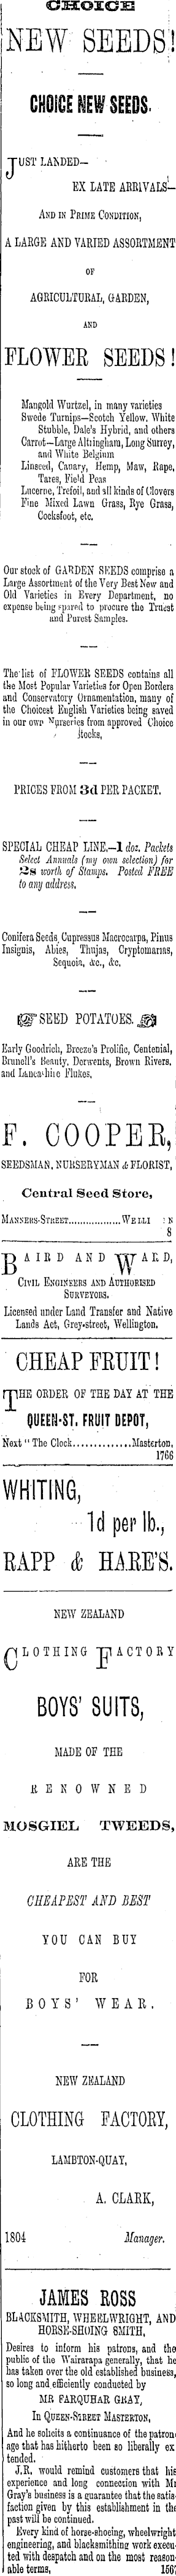 CHOICE
NEW SEEDS!
CHOICE NEW SEEDS.
JUST LANDED—
EX LATE ARRIVALS—
AND IN PRIME CONDITION,
A LARGE AND VARIED ASSORTMENT
OF
AGRICULTURAL, GARDEN,
AND
FLOWER SEEDS!
Mangold Wurtzel, in many varieties
Swede Turnips—Scotch Yellow, White
Stubble, Dale's Hybrid, and others
Carrot—Large Altringham, Long Surrey,
and White Belgium
Linseed, Canary, Hemp, Maw, Rape,
Tares, Field Peas
Lucerne, Trefoil, and all kinds of Clovers
Fine Mixed Lawn Grass, Rye Grass,
Cocksfoot, etc.
Our stock of GARDEN SEEDS comprise a
Large Assortment of the Very Best New and
Old Varieties in Every Department, no
expense being spared to procure the Truest
and Purest Samples.
The list of FLOWER SEEDS contains all
the Most Popular Varieties for Open Borders
and Conservatory Ornamentation, many of
the Choicest English Varieties being saved
in our own Nurseries from approved Choice
Stocks,
PRICES FROM 3d PER PACKET.
SPECIAL CHEAP LINE.—1 doz. Packets
Select Annuals (my own selection) for
2s worth of Stamps. Posted FREE
to any address.
Conifera Seeds, Cupressus Macrocarpa, Pinus
Insignis, Abies, Thujas, Cryptomarias,
Sequoia, &c., &c.
SEED POTATOES.
Early Goodrich, Breeze's Prolific, Centenial,
Brunell's Beauty, Derwents, Brown Rivers,
and Lancashire Flukes.
F. COOPER,
SEEDSMAN, NURSERYMAN & FLORIST,
Central Seed Store,
MANNERS-STREET..................WELLI N
8
BAIRD AND WARD,
CIVIL ENGINEERS AND AUTHORISED
SURVEYORS.
Licensed under Land Transfer and Native
Lands Act, Grey-street, Wellington.
CHEAP FRUIT!
THE ORDER OF THE DAY AT THE
QUEEN-ST. FRUIT DEPOT,
Next "The Clock..............Masterton,
1766
WHITING,
1d per lb.,
RAPP & HARE'S.
NEW ZEALAND
CLOTHING FACTORY
BOYS' SUITS,
MADE OF THE
RENOWNED
MOSGIEL TWEEDS,
ARE THE
CHEAPEST AND BEST
YOU CAN BUY
FOR
BOYS' WEAR.
NEW ZEALAND
CLOTHING FACTORY,
LAMBTON-QUAY,
A. CLARK,
1804 Manager.
JAMES ROSS
BLACKSMITH, WHEELWRIGHT, AND
HORSE-SHOING SMITH,
Desires to inform his patrons, and the
public of the Wairarapa generally, that he
has taken over the old established business,
so long and efficiently conducted by
MR FARQUHAR GRAY,
In QUEEN-STREET MASTERTON,
And he solicits a continuance of the patron-
age that has hitherto been so liberally ex
tended.
J.R. would remind customers that his
experience and long connection with Mr
Gray's business is a guarantee that the satis-
faction given by this establishment in the
past will be continued.
Every kind of horse-shoeing, wheelwright
engineering, and blacksmithing work execu-
ted with despatch and on the most reason-
able terms, 1567